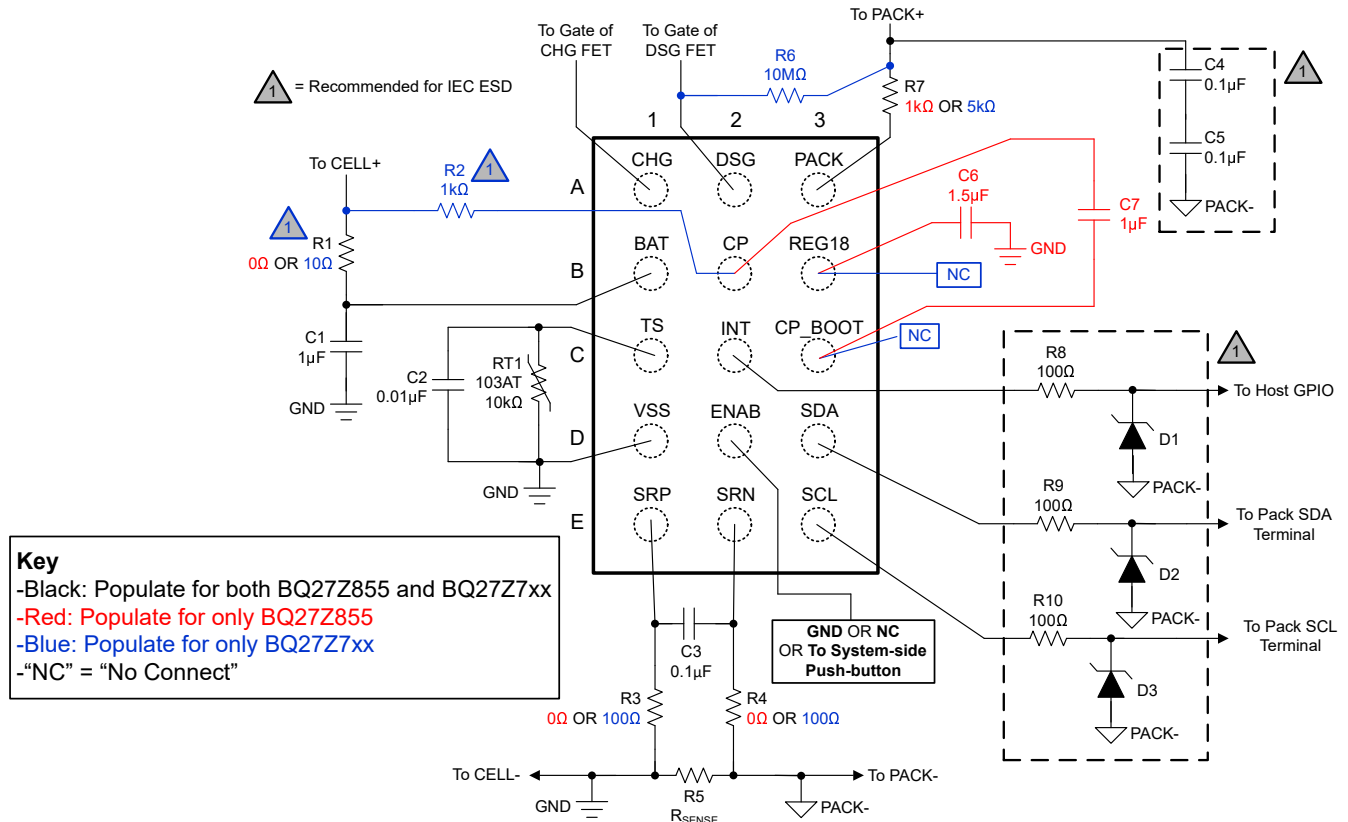 To PACK+
To Gate of
CHG FET
To Gate of
DSG FET
R6
10MΩ
C4
0.1µF
1
1 = Recommended for IEC ESD
R7
1kΩ OR 5kΩ
1 2 3
C5
0.1µF
To CELL+
R2
1kΩ
1
A
CHG DSG PACK
C6
1.5µF
C7
1µF
PACK-
1
R1
0Ω OR 10Ω
B
BAT CP REG18
GND
NC
C1
1µF
GND
C
TS INT CP_BOOT
NC
C2
0.01µF
RT1
103AT
10kΩ
R8
100Ω
1
To Host GPIO
D1
PACK-
D
VSS ENAB SDA
GND
R9
100Ω
To Pack SDA
Terminal
D2
PACK-
E
SRP SRN SCL
R10
100Ω
To Pack SCL
Terminal
D3
PACK-
Key
-Black: Populate for both BQ27Z855 and BQ27Z7xx
-Red: Populate for only BQ27Z855
-Blue: Populate for only BQ27Z7xx
-“NC” = “No Connect”
C3
0.1µF
GND OR NC
OR To System-side
Push-button
R3
0Ω OR 100Ω
R4
0Ω OR 100Ω
To CELL-
To PACK-
GND
R5
RSENSE
PACK-